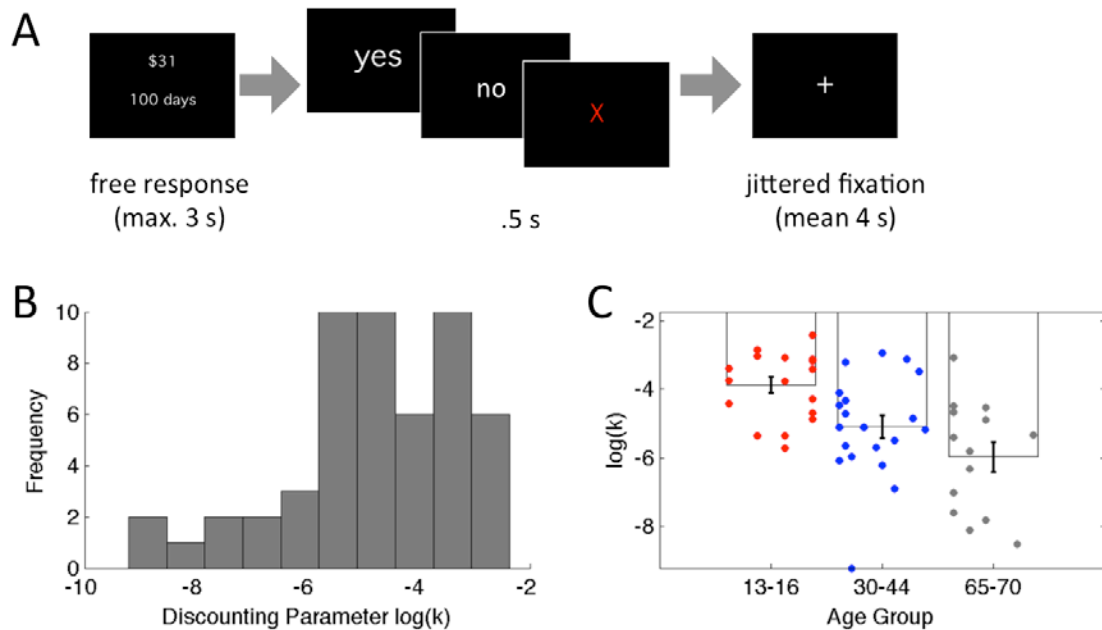 A
$31
100 days
yes
no
X
+
free response
(max. 3 s)
.5 s
jittered fixation
(mean 4 s)
B
10
8
6
4
2
0
Frequency
-10
-8
-6
-4
-2
Discounting Parameter log(k)
C
-2
-4
-6
-8
log(k)
13-16
30-44
65-70
Age Group